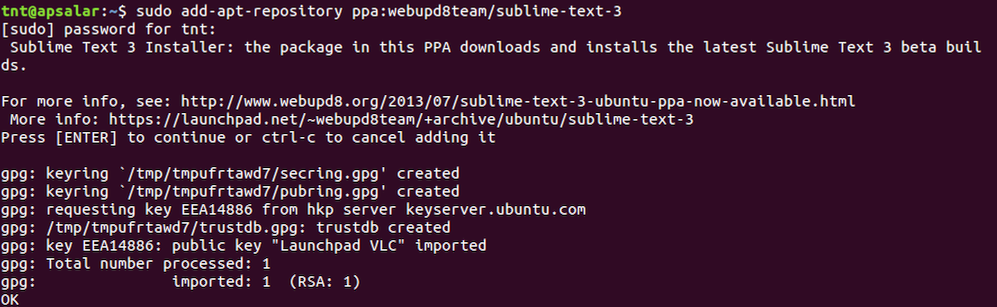 tnt@apsalar:~$ sudo add-apt-repository ppa:webupd8team/sublime-text-3
[sudo] password for tnt:
 Sublime Text 3 Installer: the package in this PPA downloads and installs the latest Sublime Text 3 beta buil
ds.
For more info, see: http://www.webupd8.org/2013/07/sublime-text-3-ubuntu-ppa-now-available.html
 More info: https://launchpad.net/~webupd8team/+archive/ubuntu/sublime-text-3
Press [ENTER] to continue or ctrl-c to cancel adding it
gpg: keyring `/tmp/tmpufrtawd7/secring.gpg' created
gpg: keyring `/tmp/tmpufrtawd7/pubring.gpg' created
gpg: requesting key EEA14886 from hkp server keyserver.ubuntu.com
gpg: /tmp/tmpufrtawd7/trustdb.gpg: trustdb created
gpg: key EEA14886: public key "Launchpad VLC" imported
gpg: Total number processed: 1
gpg:               imported: 1  (RSA: 1)
OK